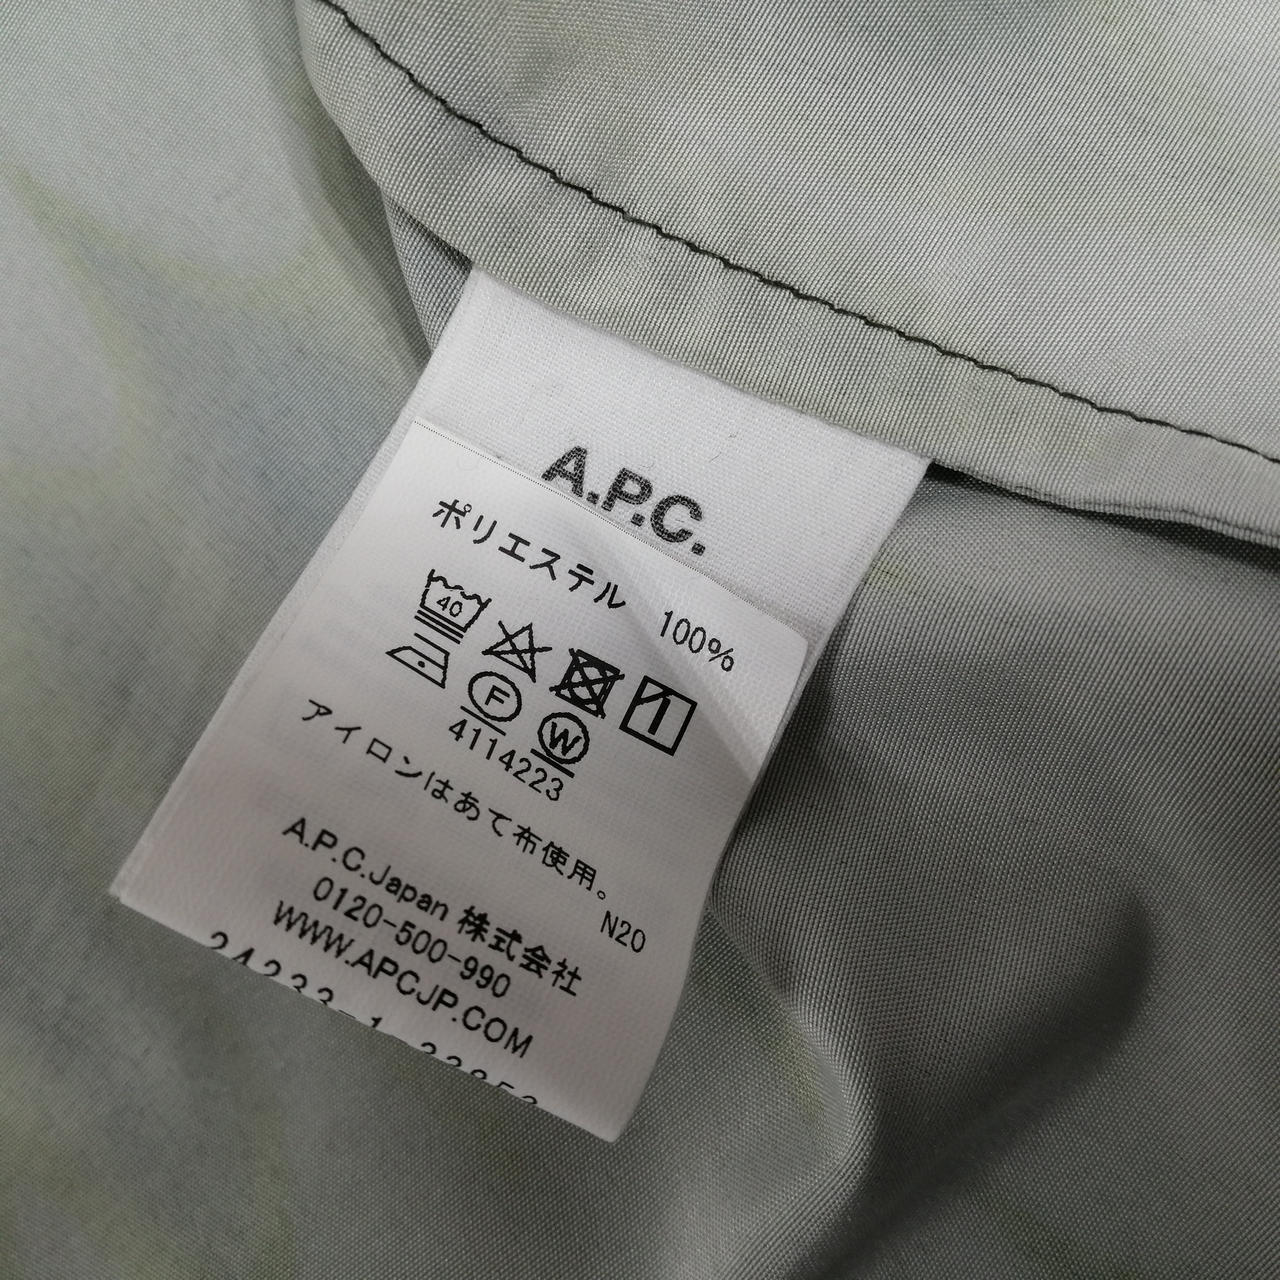 A.P.C.
ポリエステル 100%
40
F W
4114223
アイロンはあて布使用。
N20
A.P.C.Japan 株式会社
0120-500-990
WWW.APCJP.COM